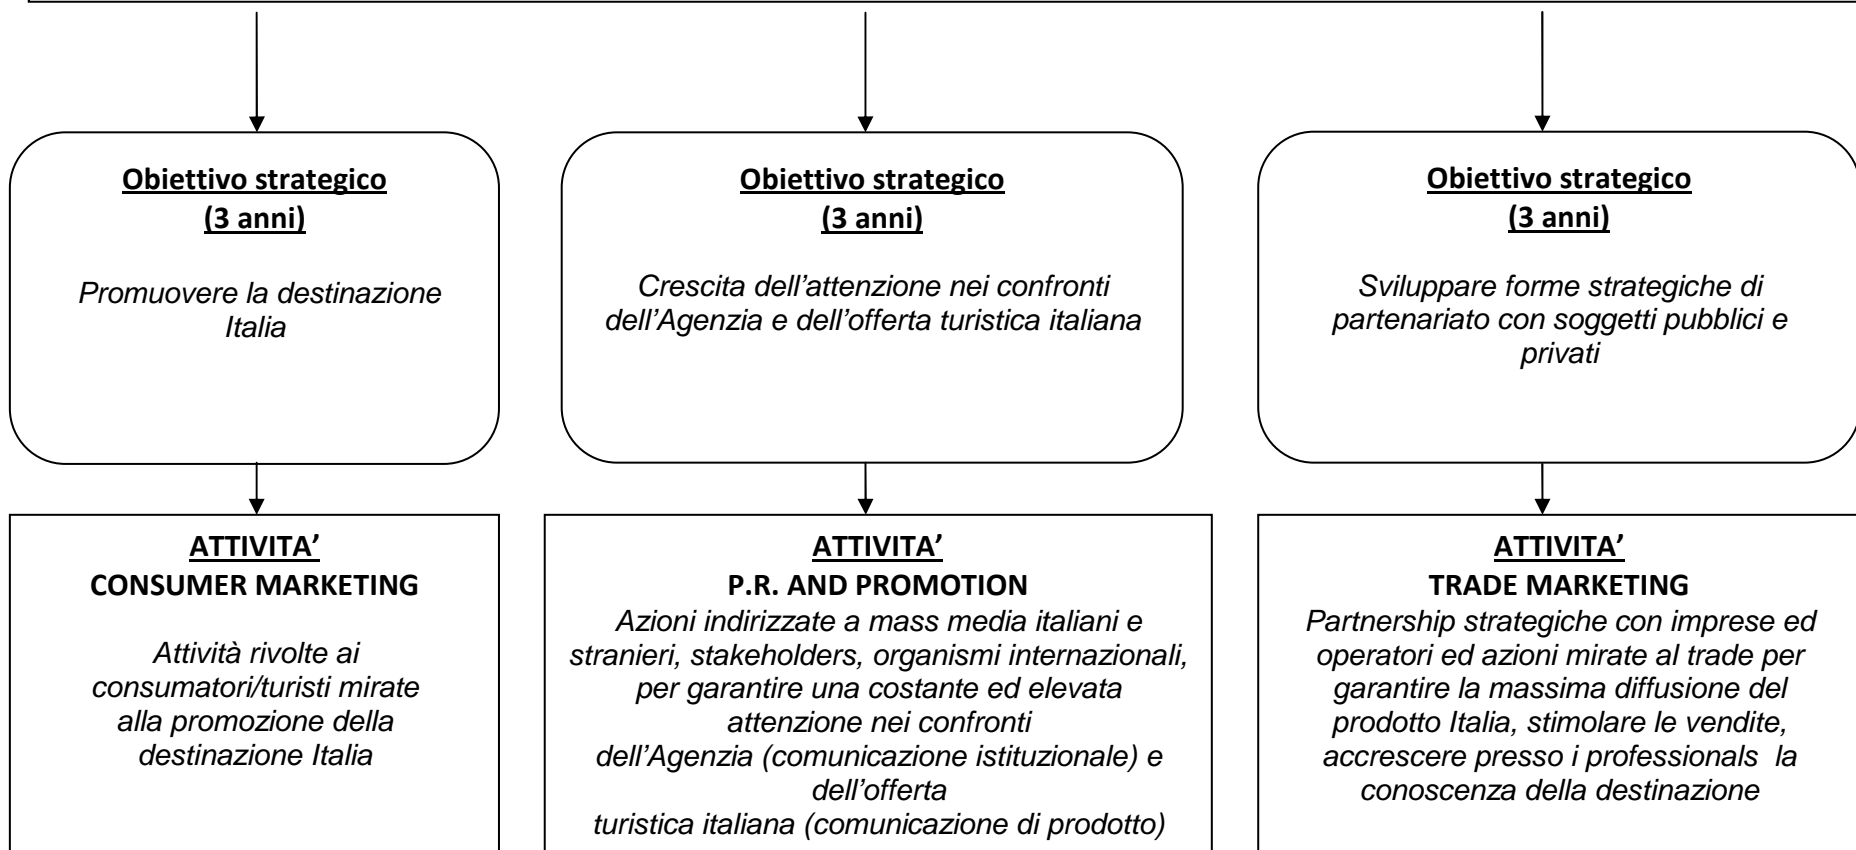 Obiettivo strategico
(3 anni)
Promuovere la destinazione
Italia
Obiettivo strategico
(3 anni)
Crescita dell’attenzione nei confronti
dell’Agenzia e dell’offerta turistica italiana
Obiettivo strategico
(3 anni)
Sviluppare forme strategiche di
partenariato con soggetti pubblici e
privati
ATTIVITA’
CONSUMER MARKETING
Attività rivolte ai
consumatori/turisti mirate
alla promozione della
destinazione Italia
ATTIVITA’
P.R. AND PROMOTION
Azioni indirizzate a mass media italiani e
stranieri, stakeholders, organismi internazionali,
per garantire una costante ed elevata
attenzione nei confronti
dell’Agenzia (comunicazione istituzionale) e
dell’offerta
turistica italiana (comunicazione di prodotto)
ATTIVITA’
TRADE MARKETING
Partnership strategiche con imprese ed
operatori ed azioni mirate al trade per
garantire la massima diffusione del
prodotto Italia, stimolare le vendite,
accrescere presso i professionals  la
conoscenza della destinazione